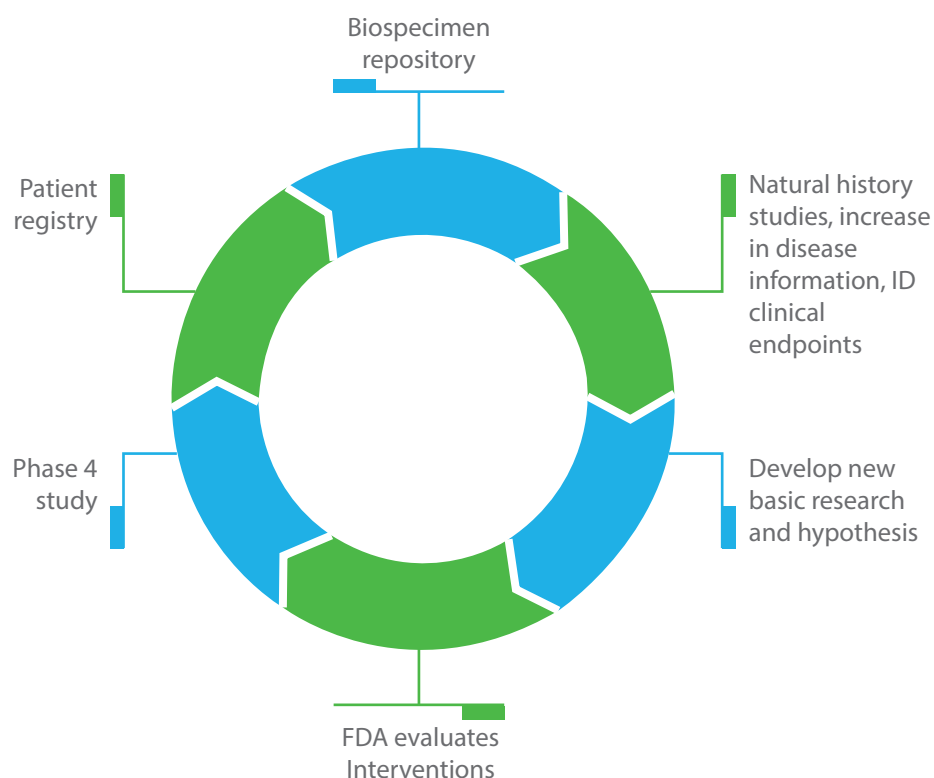 Biospecimen
repository
Patient
registry
Natural history
studies, increase
in disease
information, ID
clinical
endpoints
Phase 4
study
Develop new
basic research
and hypothesis
FDA evaluates
Interventions